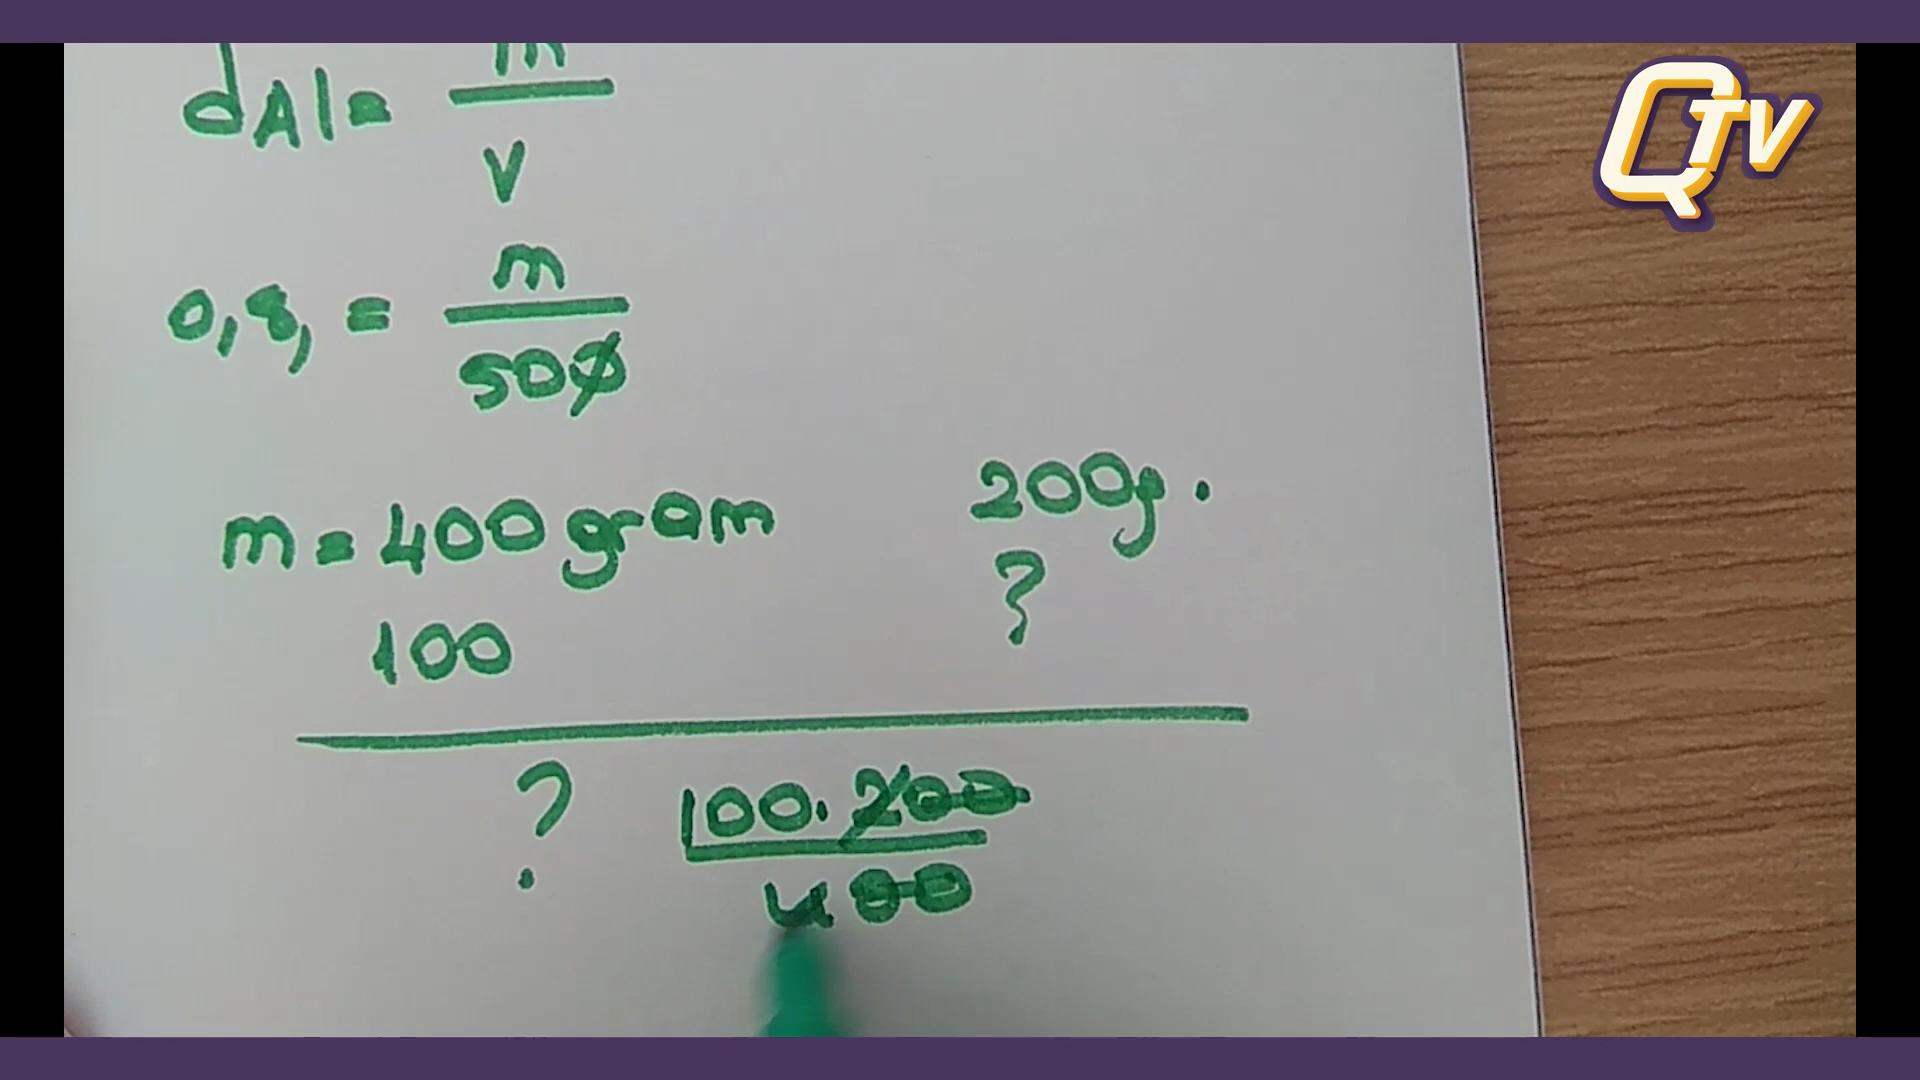 QTV
dAl = m
V
0,8, = m
500
m = 400 gram 200g.
100 ?
? 100.200
400